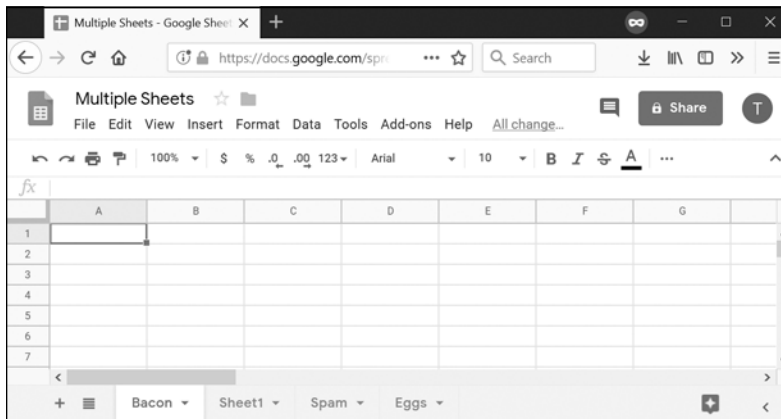 Multiple Sheets - Google Sheet
https://docs.google.com/spr
Search
Multiple Sheets
File Edit View Insert Format Data Tools Add-ons Help All change...
Share
T
100% $ % .0 .00 123 Arial 10 B I S A ...
fx
A B C D E F G
1
2
3
4
5
6
7
Bacon Sheet1 Spam Eggs